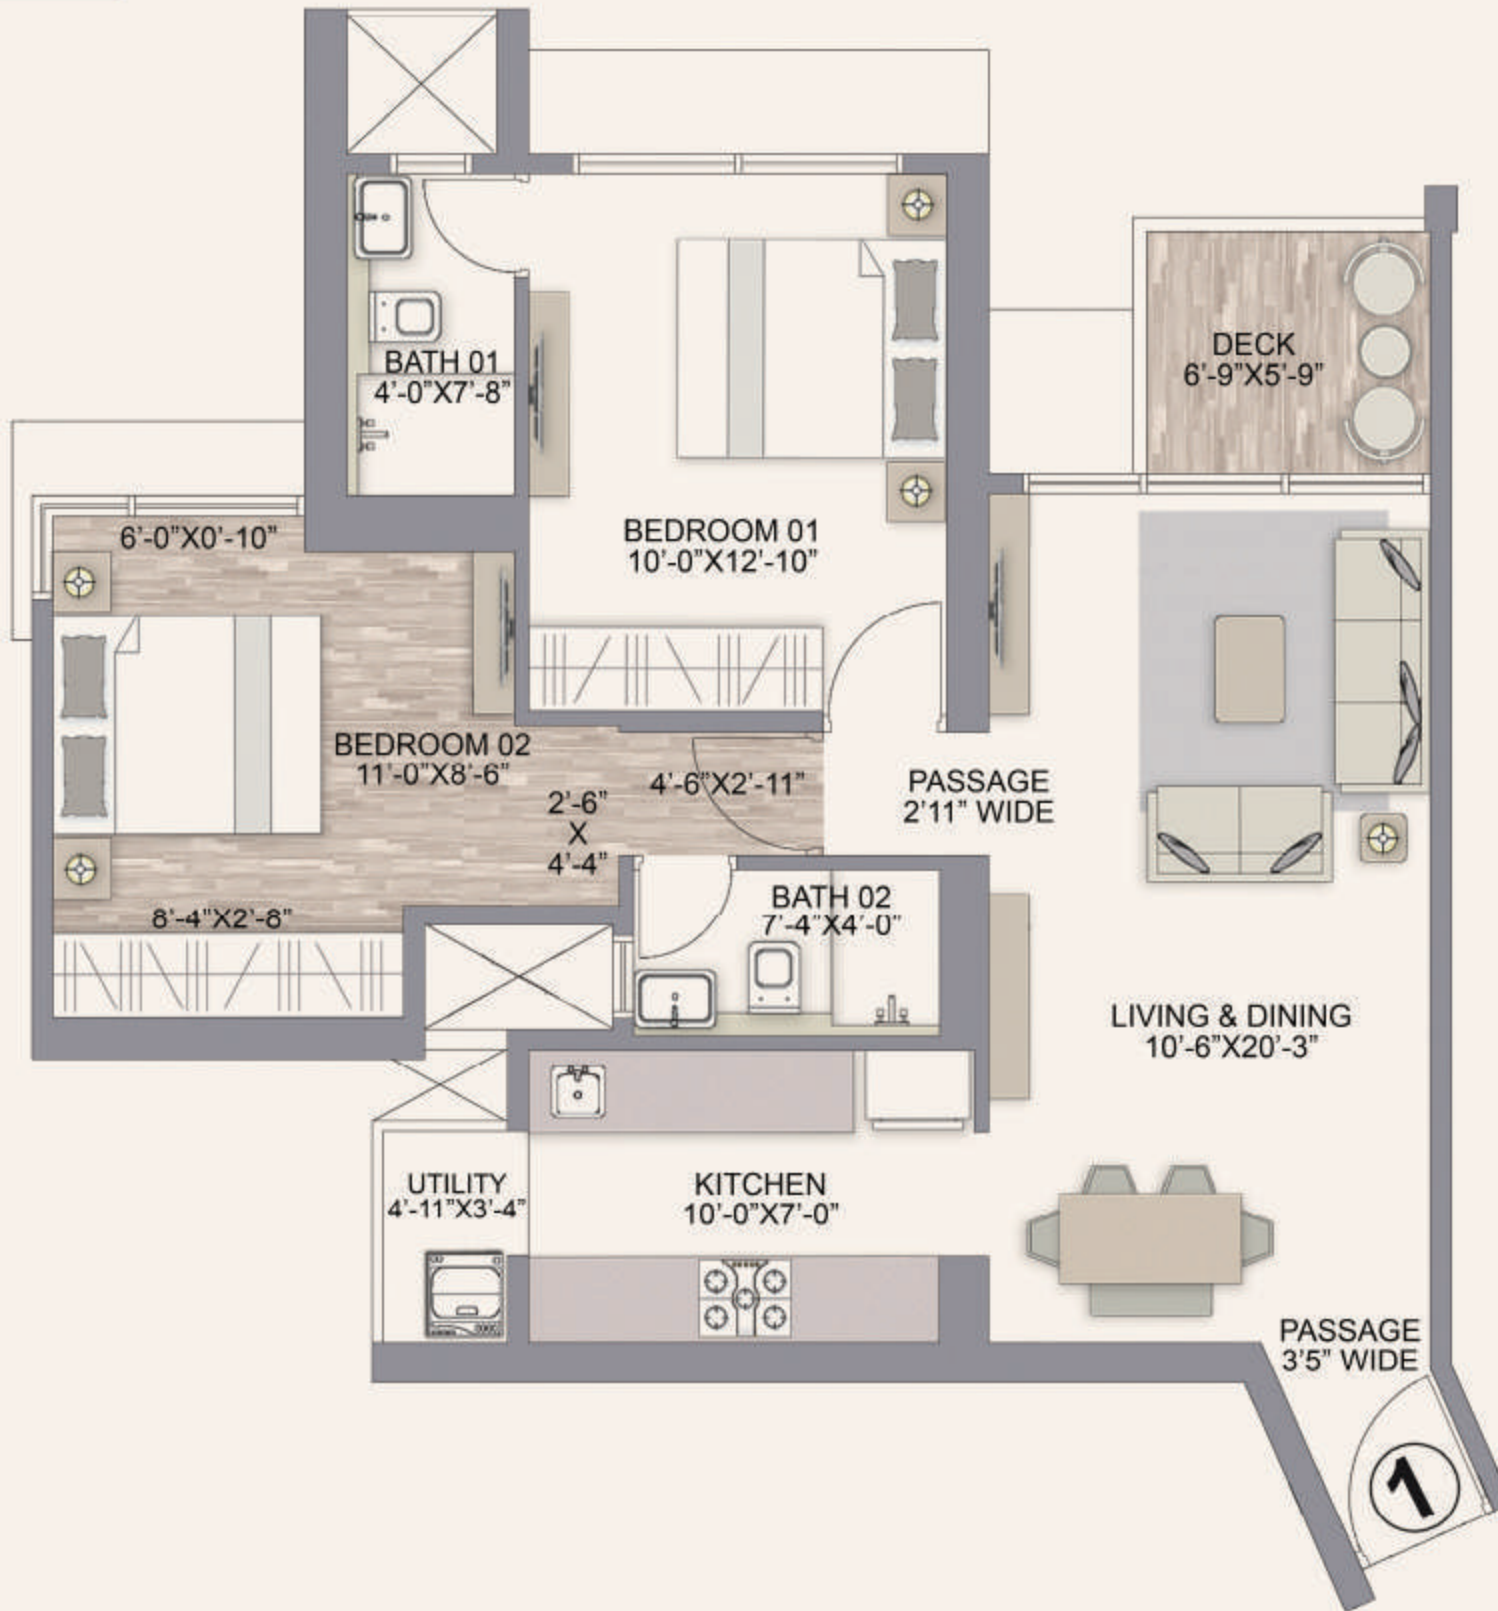 DECK
6'-9"X5'-9"
BATH 01
4'-0"X7'-8"
BEDROOM 01
10'-0"X12'-10"
6'-0"X0'-10"
BEDROOM 02
11'-0"X8'-6"
2'-6"
X
4'-4"
4'-6"X2'-11"
PASSAGE
2'11" WIDE
8'-4"X2'-8"
BATH 02
7'-4"X4'-0"
LIVING & DINING
10'-6"X20'-3"
UTILITY
4'-11"X3'-4"
KITCHEN
10'-0"X7'-0"
PASSAGE
3'5" WIDE
1